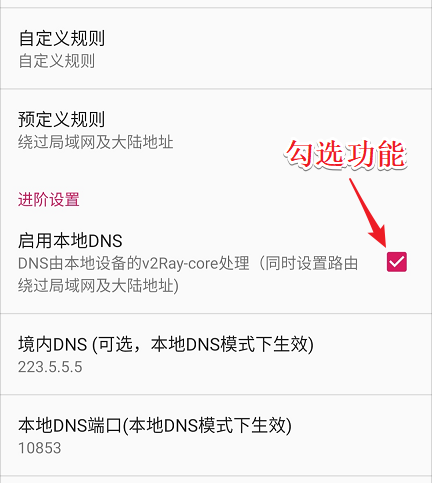 自定义规则
自定义规则
预定义规则
绕过局域网及大陆地址
勾选功能
进阶设置
启用本地DNS
DNS由本地设备的v2Ray-core处理（同时设置路由
绕过局域网及大陆地址)
境内DNS (可选，本地DNS模式下生效)
223.5.5.5
本地DNS端口(本地DNS模式下生效)
10853